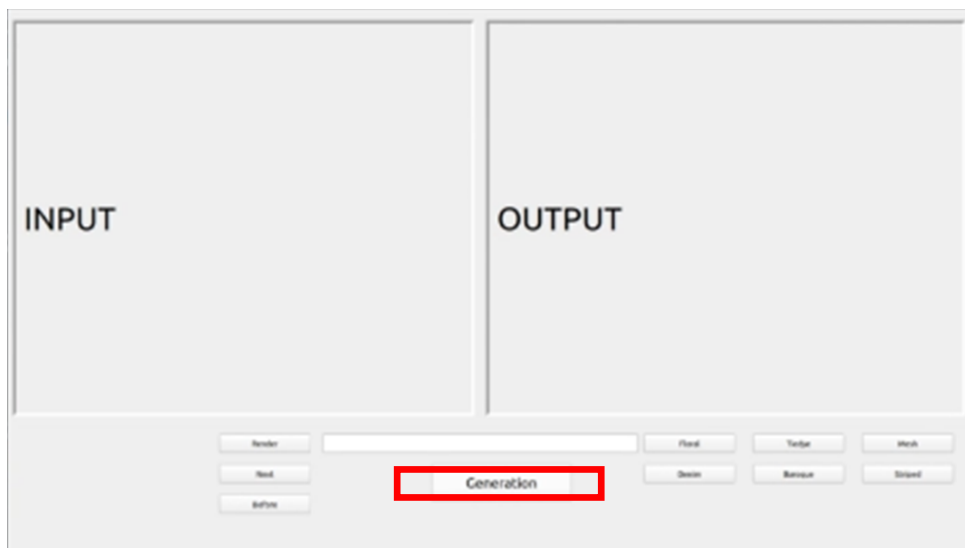 INPUT
OUTPUT
Render
Floral
Tiedye
Mesh
Next
Generation
Denim
Baroque
Striped
Before